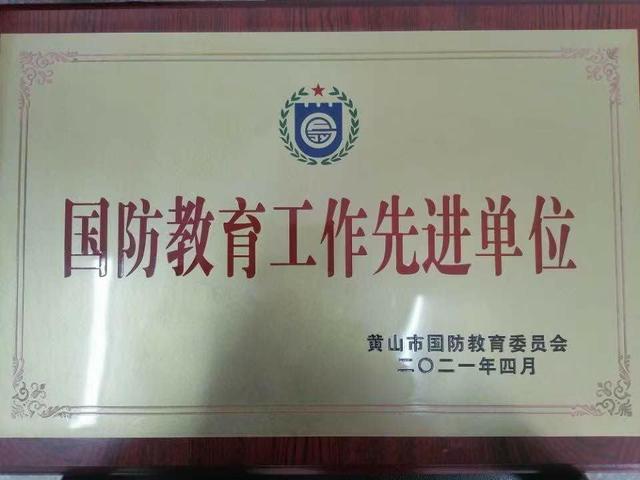 国防教育工作先进单位
黄山市国防教育委员会
二〇二一年四月